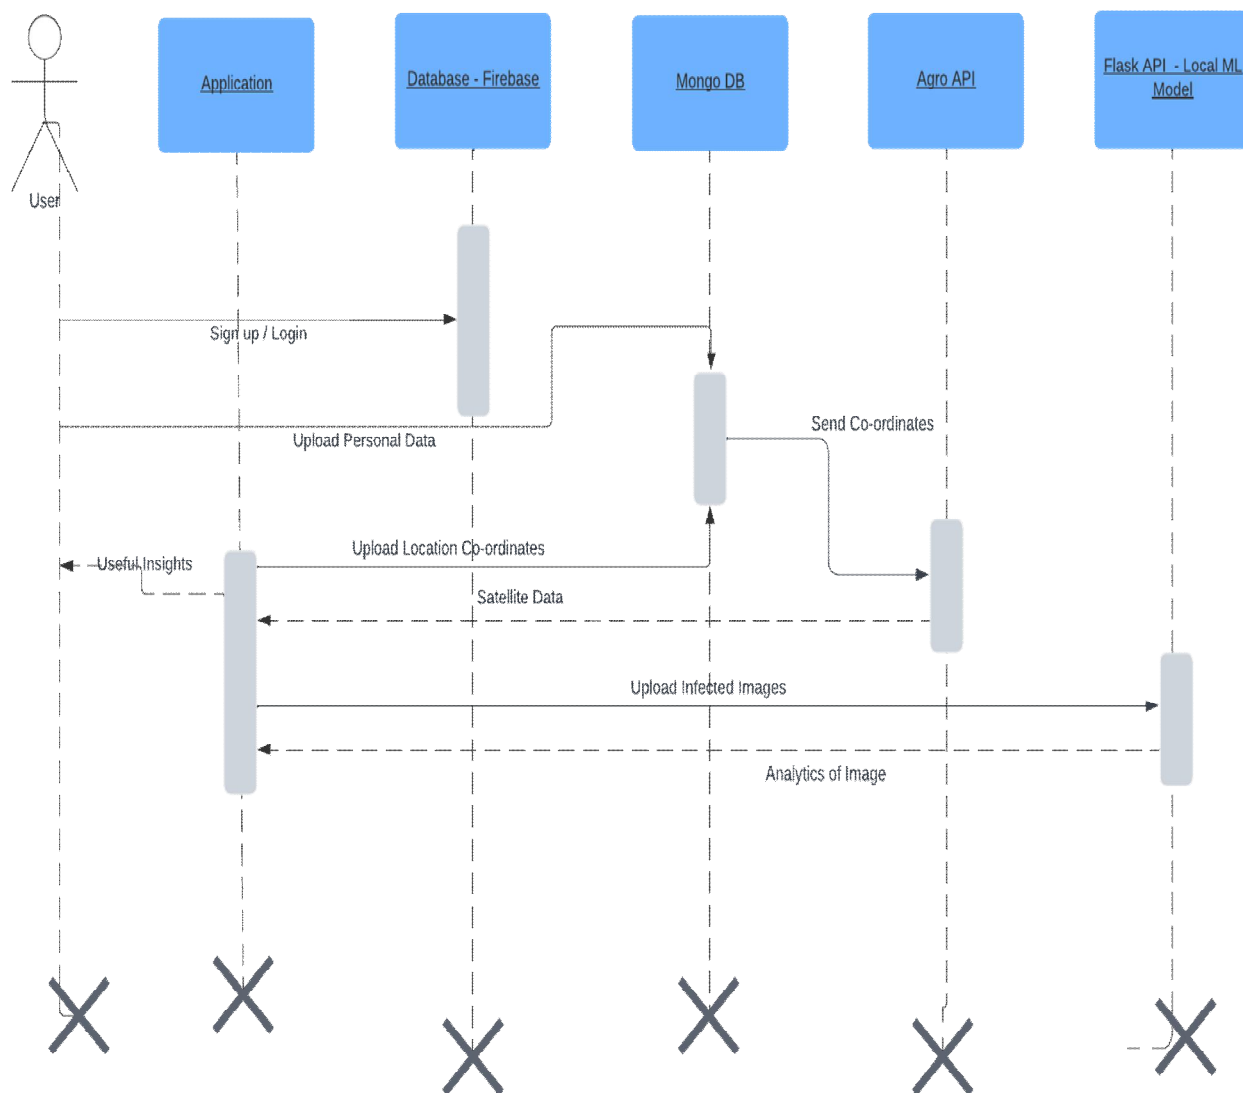 Application
Database - Firebase
Mongo DB
Agro API
Flask API - Local ML
Model
User
Sign up / Login
Upload Personal Data
Send Co-ordinates
Upload Location Co-ordinates
Useful Insights
Satellite Data
Upload Infected Images
Analytics of Image